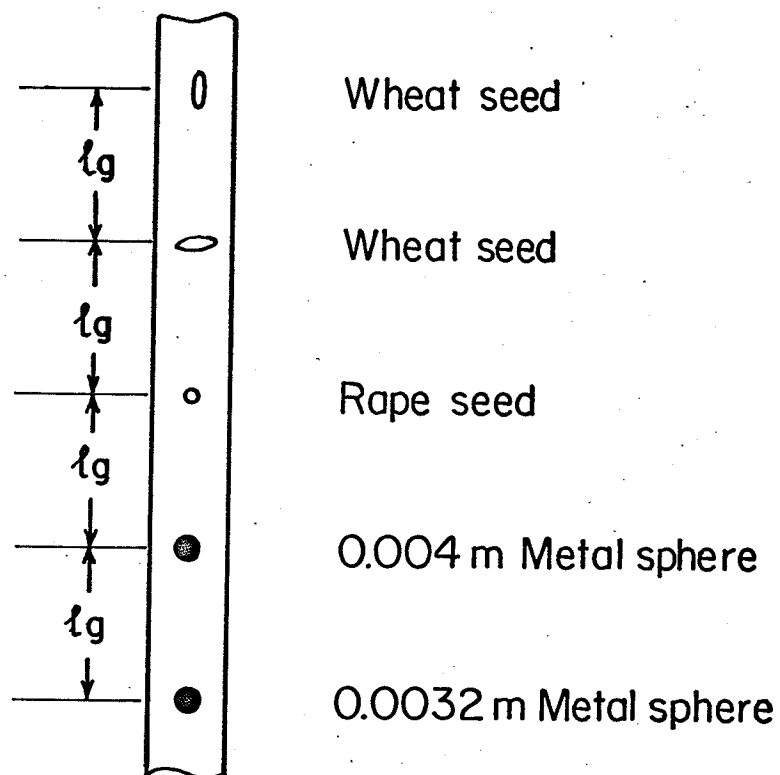 Wheat seed
lg
Wheat seed
lg
Rape seed
lg
0.004 m Metal sphere
lg
0.0032 m Metal sphere